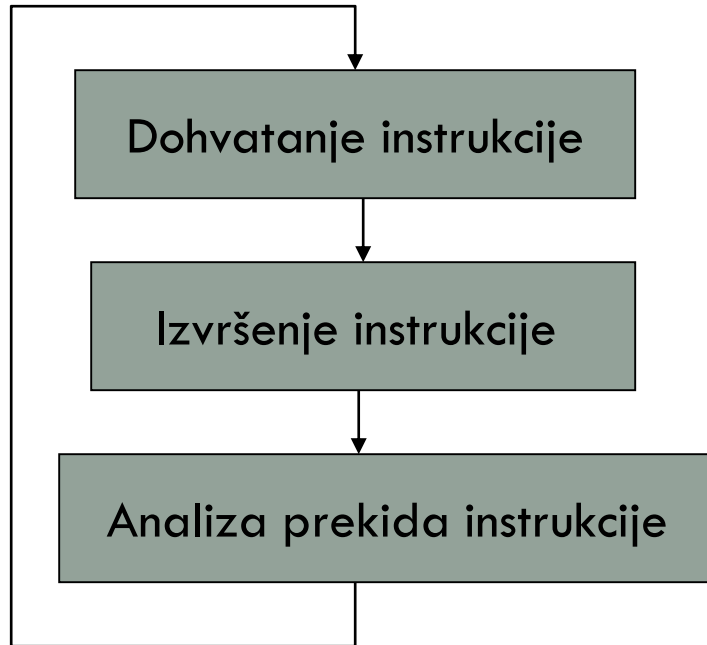 Dohvatanje instrukcije
Izvršenje instrukcije
Analiza prekida instrukcije